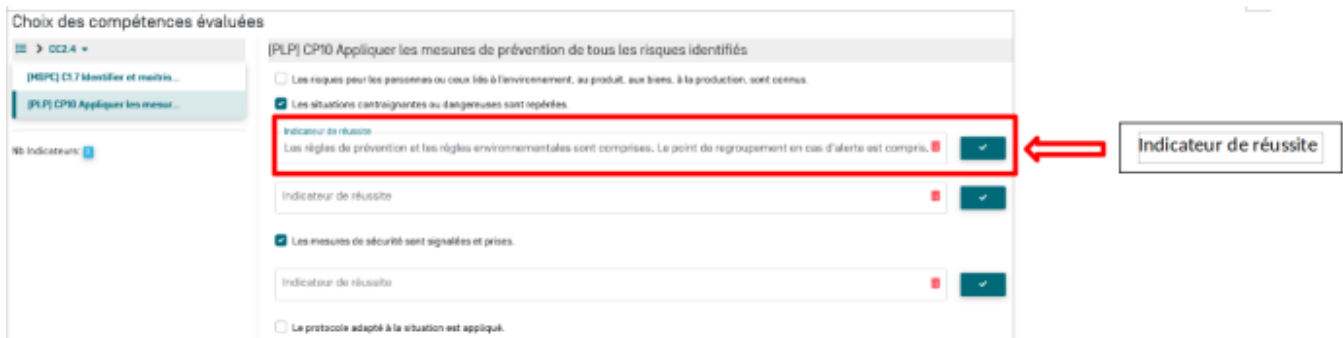 Choix des compétences évaluées
CC2.4
[MSPC] C1.7 Identifier et maitris...
[PLP] CP10 Appliquer les mesur...
Nb Indicateurs:
[PLP] CP10 Appliquer les mesures de prévention de tous les risques identifiés
Les risques pour les personnes ou ceux liés à l'environnement, au produit, aux biens, à la production, sont connus.
Les situations contraignantes ou dangereuses sont repérées.
Indicateur de réussite
Les règles de prévention et les règles environnementales sont comprises. Le point de regroupement en cas d'alerte est compris.
Indicateur de réussite
Indicateur de réussite
Les mesures de sécurité sont signalées et prises.
Indicateur de réussite
Le protocole adapté à la situation est appliqué.